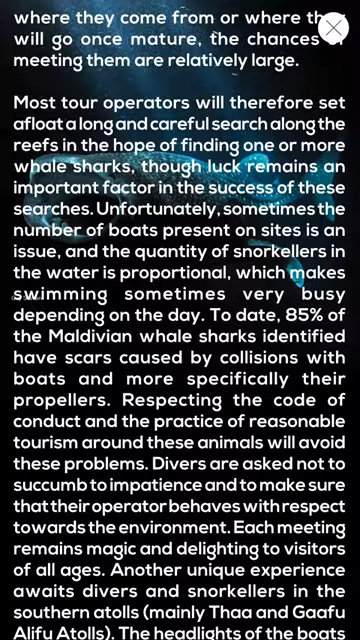 where they come from or where they
will go once mature, the chances of
meeting them are relatively large.
Most tour operators will therefore set
afloat a long and careful search along the
reefs in the hope of finding one or more
whale sharks, though luck remains an
important factor in the success of these
searches. Unfortunately, sometimes the
number of boats present on sites is an
issue, and the quantity of snorkellers in
the water is proportional, which makes
swimming sometimes very busy
depending on the day. To date, 85% of
the Maldivian whale sharks identified
have scars caused by collisions with
boats and more specifically their
propellers. Respecting the code of
conduct and the practice of reasonable
tourism around these animals will avoid
these problems. Divers are asked not to
succumb to impatience and to make sure
that their operator behaves with respect
towards the environment. Each meeting
remains magic and delighting to visitors
of all ages. Another unique experience
awaits divers and snorkellers in the
southern atolls (mainly Thaa and Gaafu
Alifu Atolls). The headlights of the boats